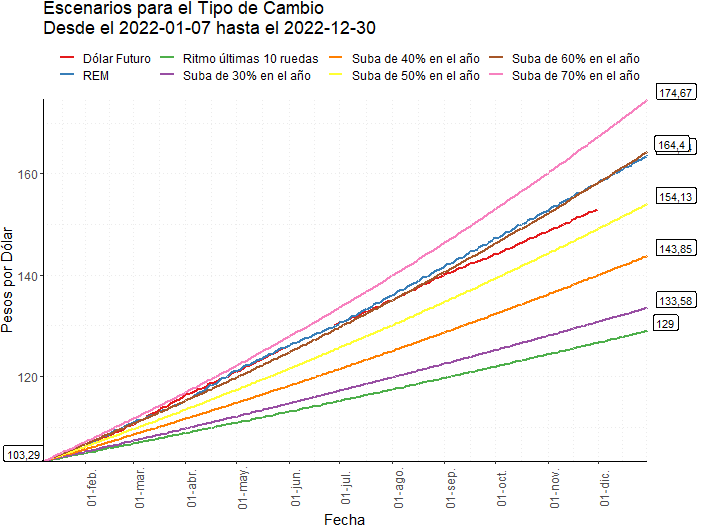 Escenarios para el Tipo de Cambio
Desde el 2022-01-07 hasta el 2022-12-30
Dólar Futuro
Ritmo últimas 10 ruedas
Suba de 40% en el año
Suba de 60% en el año
REM
Suba de 30% en el año
Suba de 50% en el año
Suba de 70% en el año
174,67
164,4
154,13
143,85
133,58
129
103,29
160
140
120
Pesos por Dólar
01-feb.
01-mar.
01-abr.
01-may.
01-jun.
01-jul.
01-ago.
01-sep.
01-oct.
01-nov.
01-dic.
Fecha